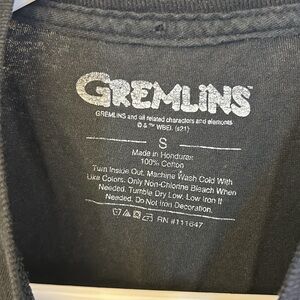 GREMLINS
GREMLINS and all related characters and elements
© & ™ WBEI. (s21)
S
Made in Honduras
100% Cotton
Turn Inside Out. Machine Wash Cold With
Like Colors. Only Non-Chlorine Bleach When
Needed. Tumble Dry Low. Low Iron If
Needed. Do Not Iron Decoration.
RN #111647